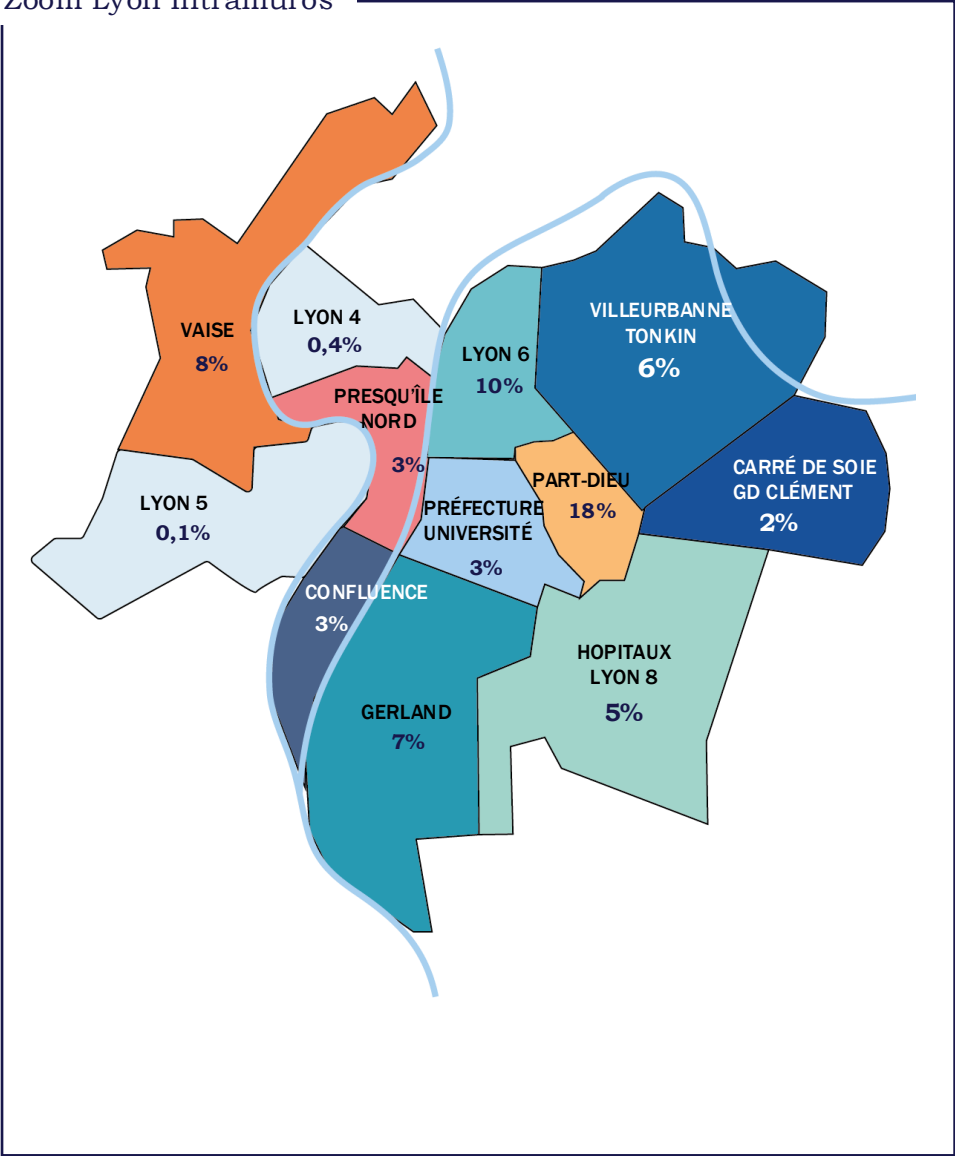 Zoom Lyon Intramuros
VAISE
8%
LYON 4
0,4%
PRESQU'ÎLE
NORD
3%
LYON 6
10%
VILLEURBANNE
TONKIN
6%
CARRÉ DE SOIE
GD CLÉMENT
2%
PART-DIEU
18%
PRÉFECTURE
UNIVERSITÉ
3%
LYON 5
0,1%
CONFLUENCE
3%
GERLAND
7%
HOPITAUX
LYON 8
5%